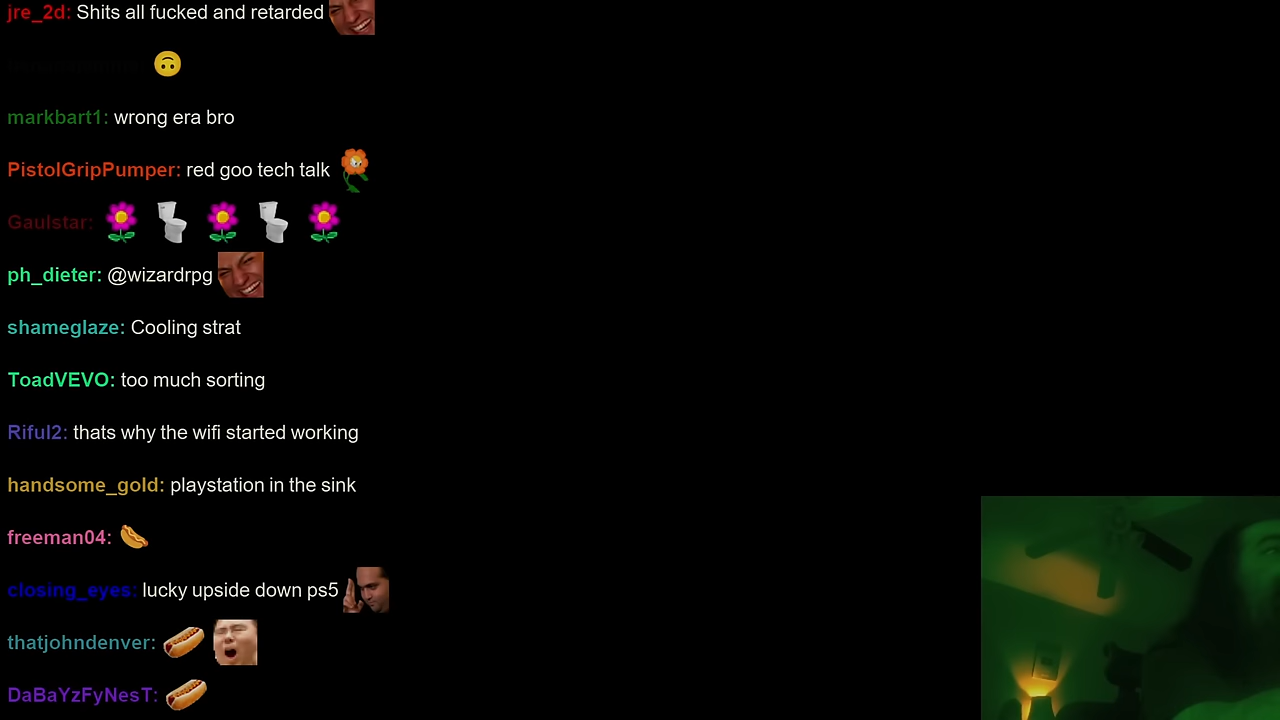 jre_2d: Shits all fucked and retarded
markbart1: wrong era bro
PistolGripPumper: red goo tech talk
Gaulstar:
ph_dieter: @wizardrpg
shameglaze: Cooling strat
ToadVEVO: too much sorting
Riful2: thats why the wifi started working
handsome_gold: playstation in the sink
freeman04:
closing_eyes: lucky upside down ps5
thatjohndenver:
DaBaYzFyNesT: